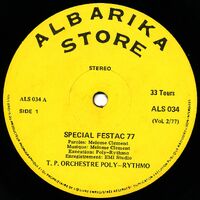 ALBARIKA
STORE
STEREO
33 Tours
ALS 034 A
ALS 034
SIDE 1
(Vol. 2/77)
SPECIAL FESTAC 77
Paroles: Melome Clement
Musique: Melome Clement
Execution: Poly-Rythmo
Enregistrement: EMI Studio
T. P. ORCHESTRE POLY-RYTHMO